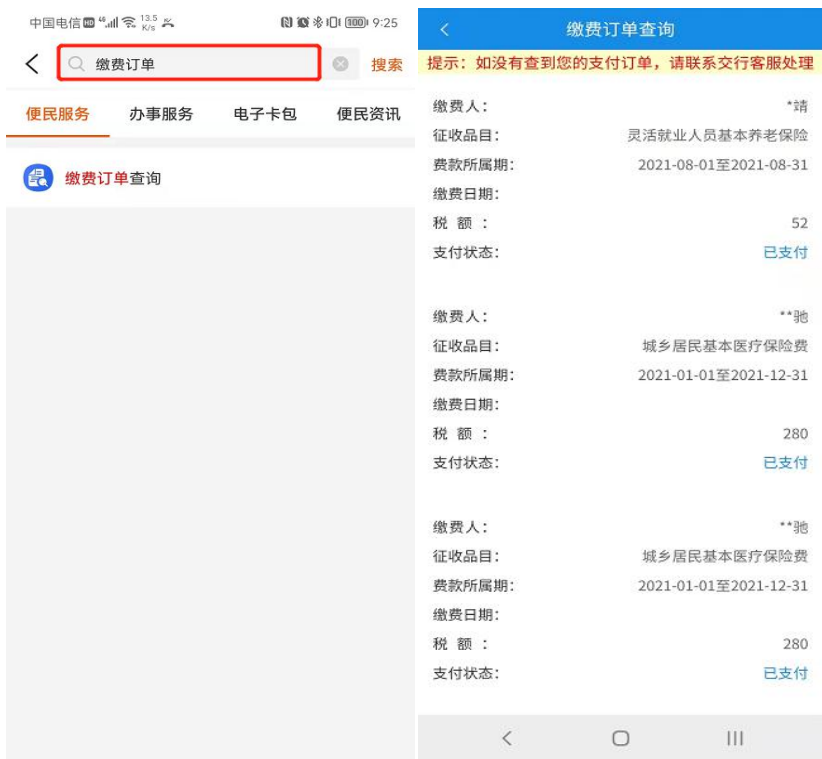 中国电信 HD 46 13.5 K/s 100 9:25
缴费订单 搜索
便民服务 办事服务 电子卡包 便民资讯
缴费订单查询
缴费订单查询
提示：如没有查到您的支付订单，请联系交行客服处理
缴费人： *靖
征收品目： 灵活就业人员基本养老保险
费款所属期： 2021-08-01至2021-08-31
缴费日期：
税 额 ： 52
支付状态： 已支付
缴费人： **驰
征收品目： 城乡居民基本医疗保险费
费款所属期： 2021-01-01至2021-12-31
缴费日期：
税 额 ： 280
支付状态： 已支付
缴费人： **驰
征收品目： 城乡居民基本医疗保险费
费款所属期： 2021-01-01至2021-12-31
缴费日期：
税 额 ： 280
支付状态： 已支付